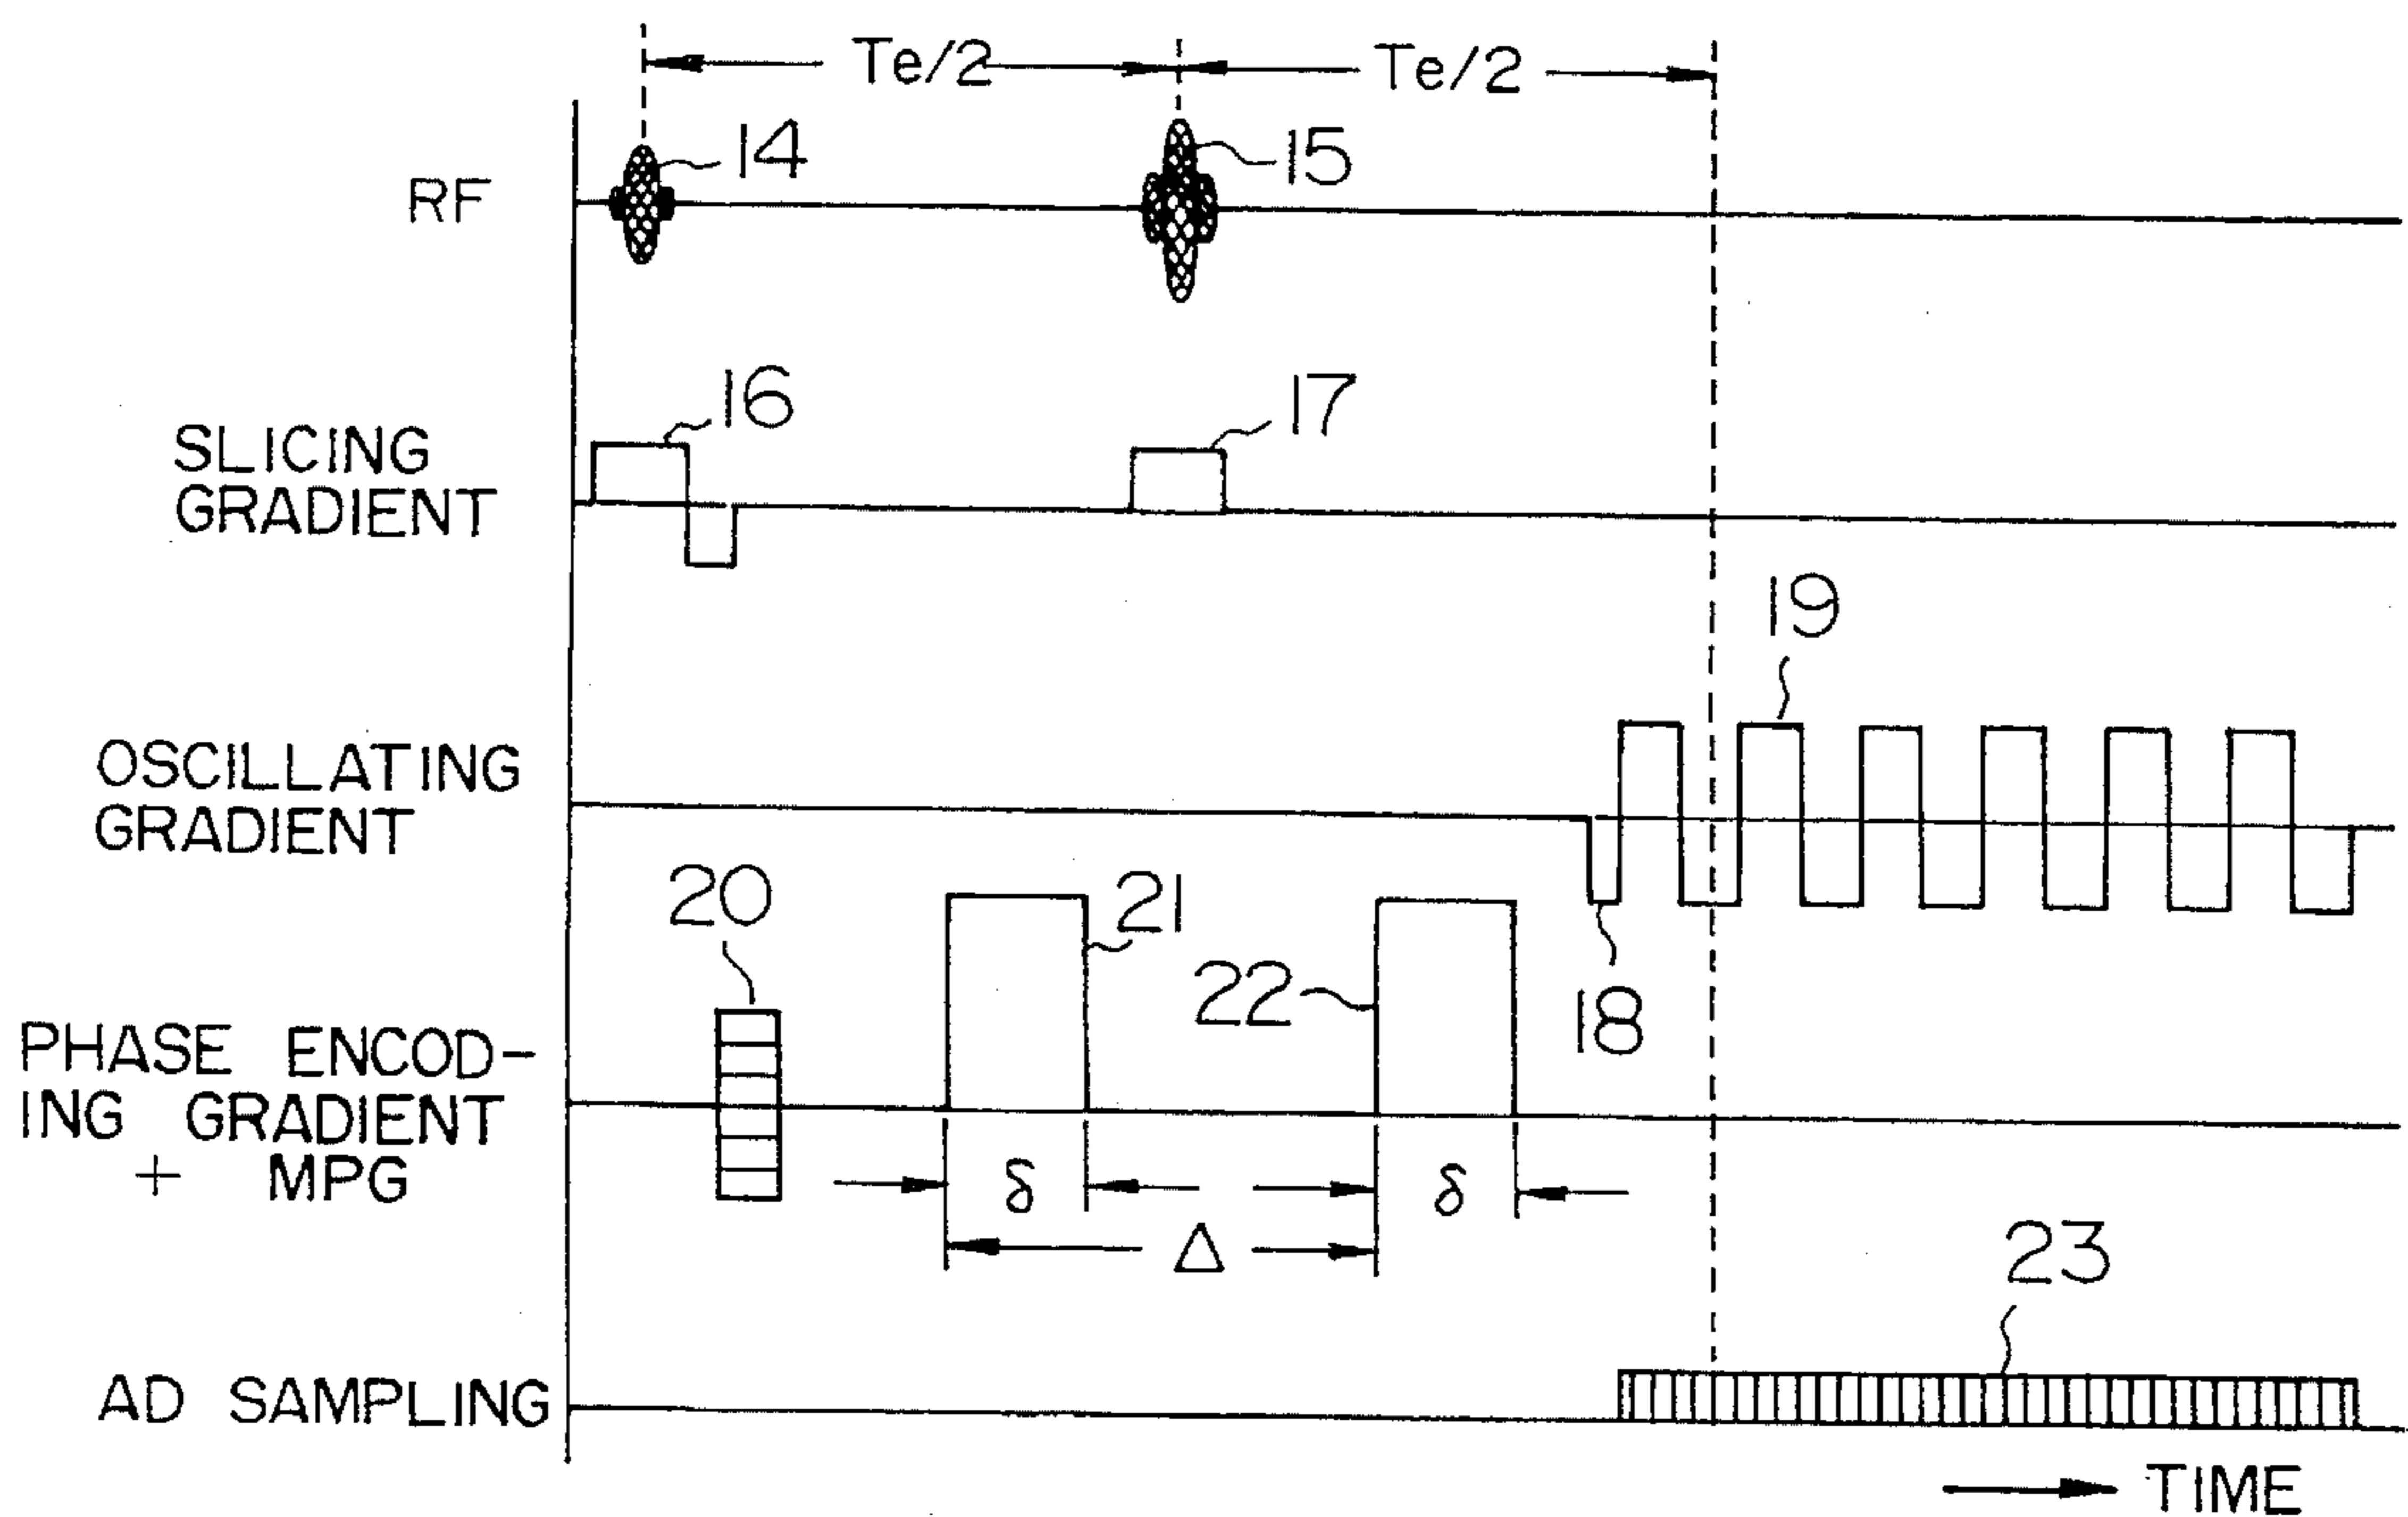 Te/2
Te/2
14
15
RF
16
17
SLICING
GRADIENT
19
OSCILLATING
GRADIENT
20
21
22
18
PHASE ENCOD-
ING GRADIENT
+ MPG
δ
δ
Δ
23
AD SAMPLING
TIME